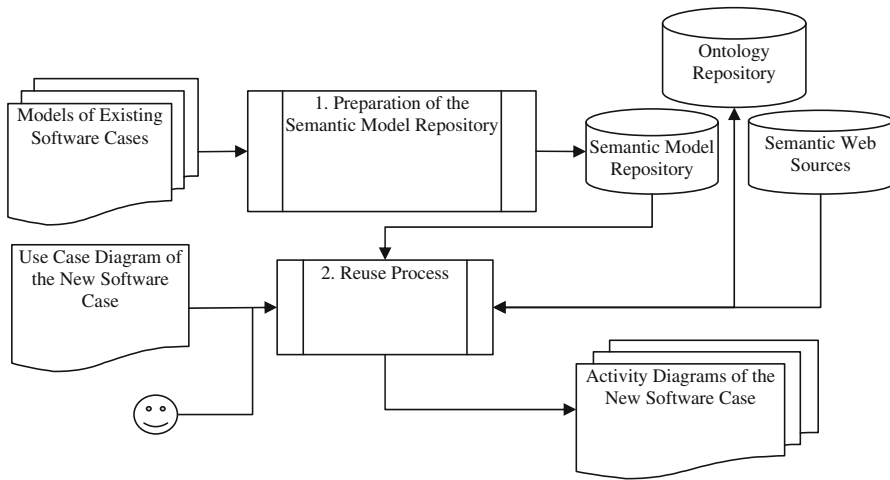 Ontology
Repository
Models of Existing
Software Cases
1. Preparation of the
Semantic Model Repository
Semantic Model
Repository
Semantic Web
Sources
Use Case Diagram of
the New Software
Case
2. Reuse Process
Activity Diagrams of the
New Software Case